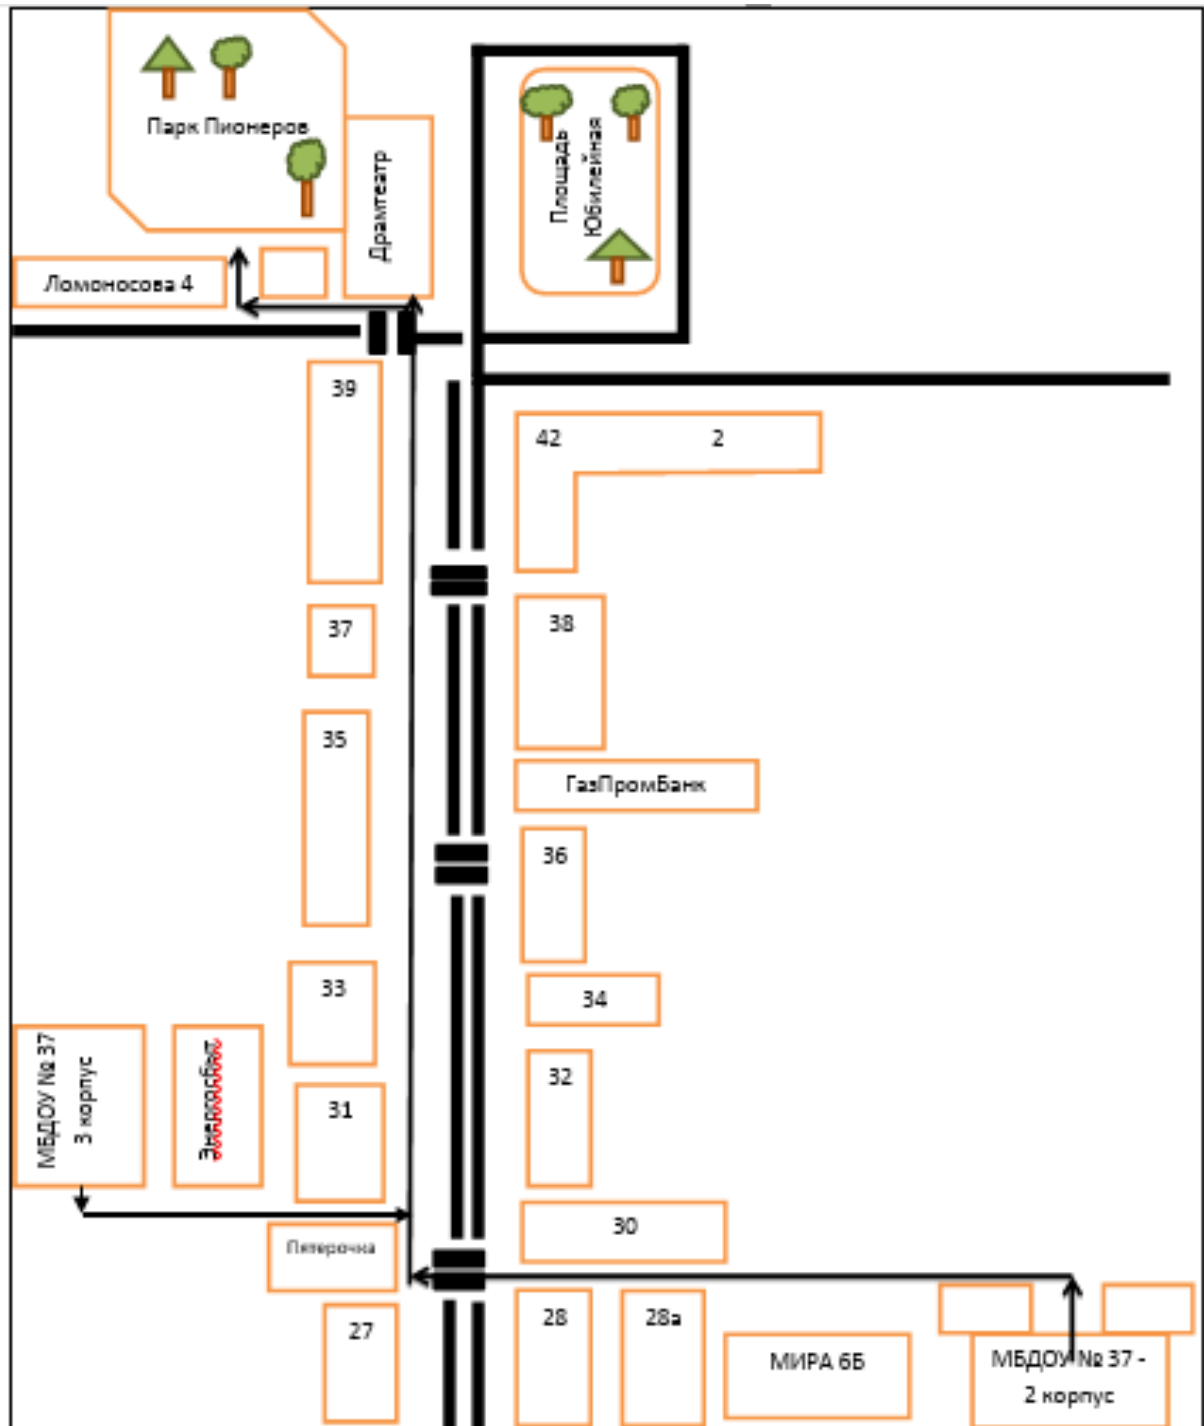 Парк Пионеров
Драмтеатр
Площадь
Юбилейная
Ломоносова 4
39
42
2
37
38
35
ГазПромБанк
36
33
34
МБДОУ № 37
3 корпус
Энергосбыт
31
32
30
Пятерочка
27
28
28а
МИРА 6Б
МБДОУ № 37 -
2 корпус